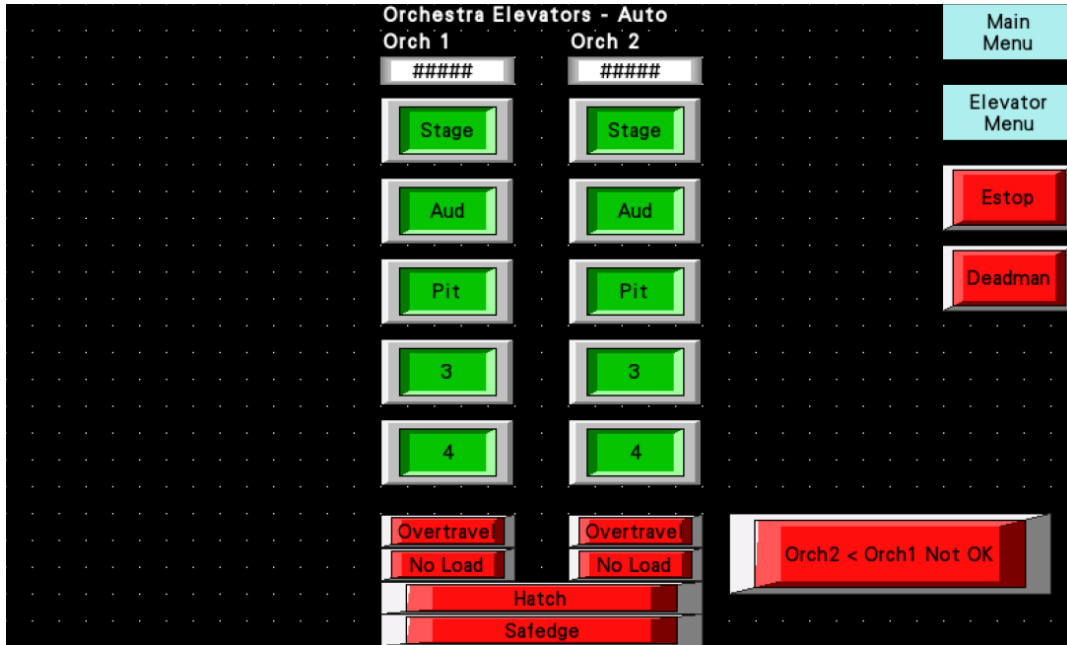 Orchestra Elevators - Auto
Orch 1
Orch 2
#####
#####
Stage
Stage
Aud
Aud
Pit
Pit
3
3
4
4
Overtravel
Overtravel
No Load
No Load
Hatch
Safedge
Main
Menu
Elevator
Menu
Estop
Deadman
Orch2 < Orch1 Not OK